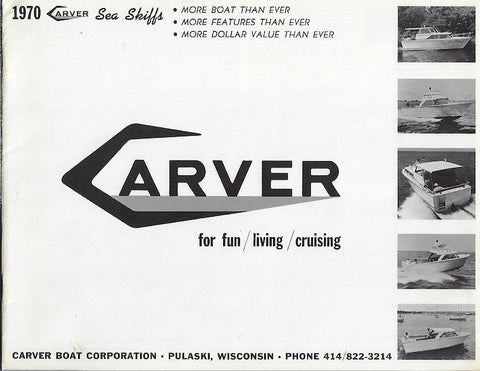 1970 CARVER Sea Skiffs
• MORE BOAT THAN EVER
• MORE FEATURES THAN EVER
• MORE DOLLAR VALUE THAN EVER
CARVER
for fun / living / cruising
CARVER BOAT CORPORATION • PULASKI, WISCONSIN • PHONE 414/822-3214